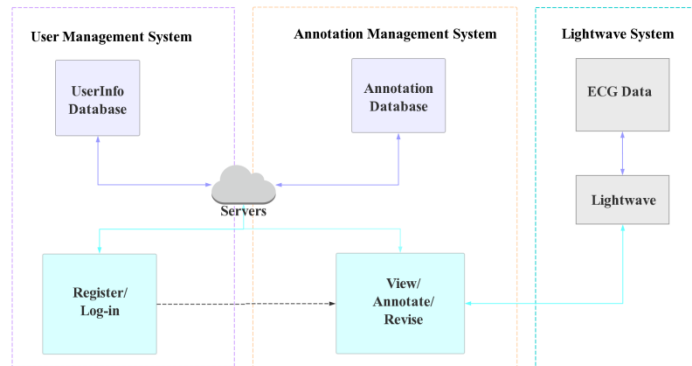 User Management System
Annotation Management System
Lightwave System
UserInfo
Database
Annotation
Database
ECG Data
Servers
Lightwave
Register/
Log-in
View/
Annotate/
Revise